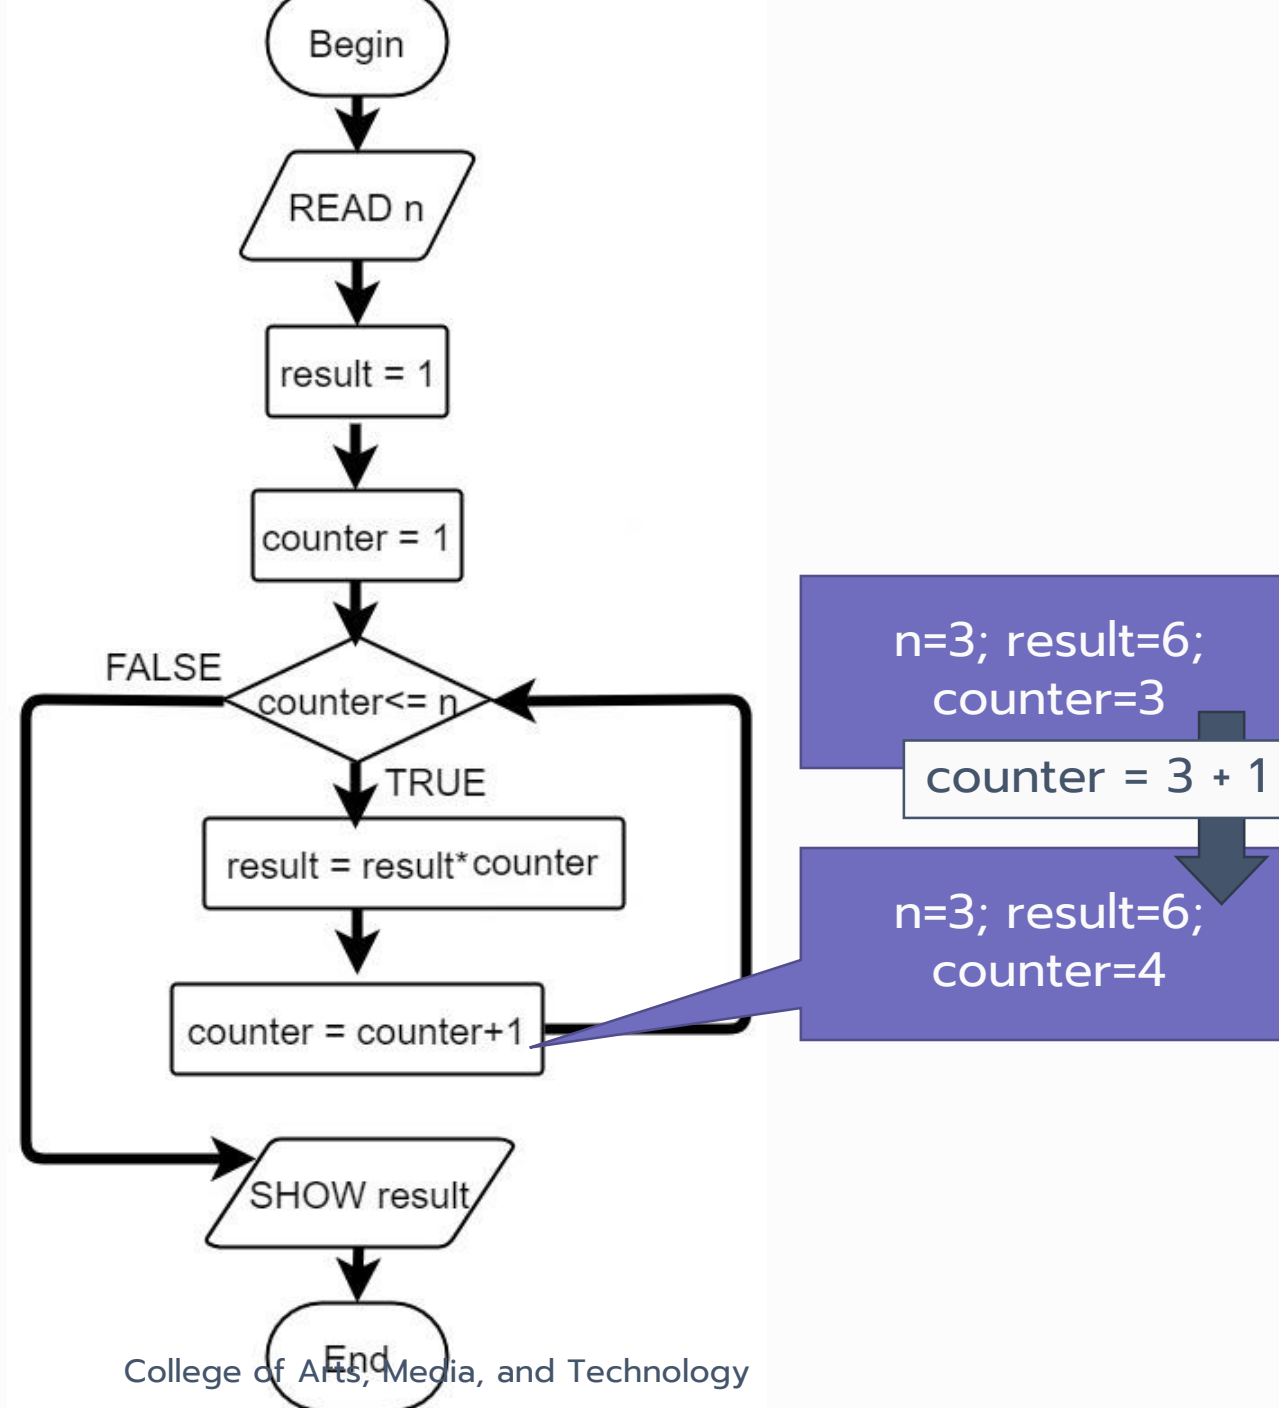 Begin
READ n
result = 1
counter = 1
FALSE
counter<= n
TRUE
result = result*counter
counter = counter+1
SHOW result
End
n=3; result=6;
counter=3
counter = 3 + 1
n=3; result=6;
counter=4
College of Arts, Media, and Technology